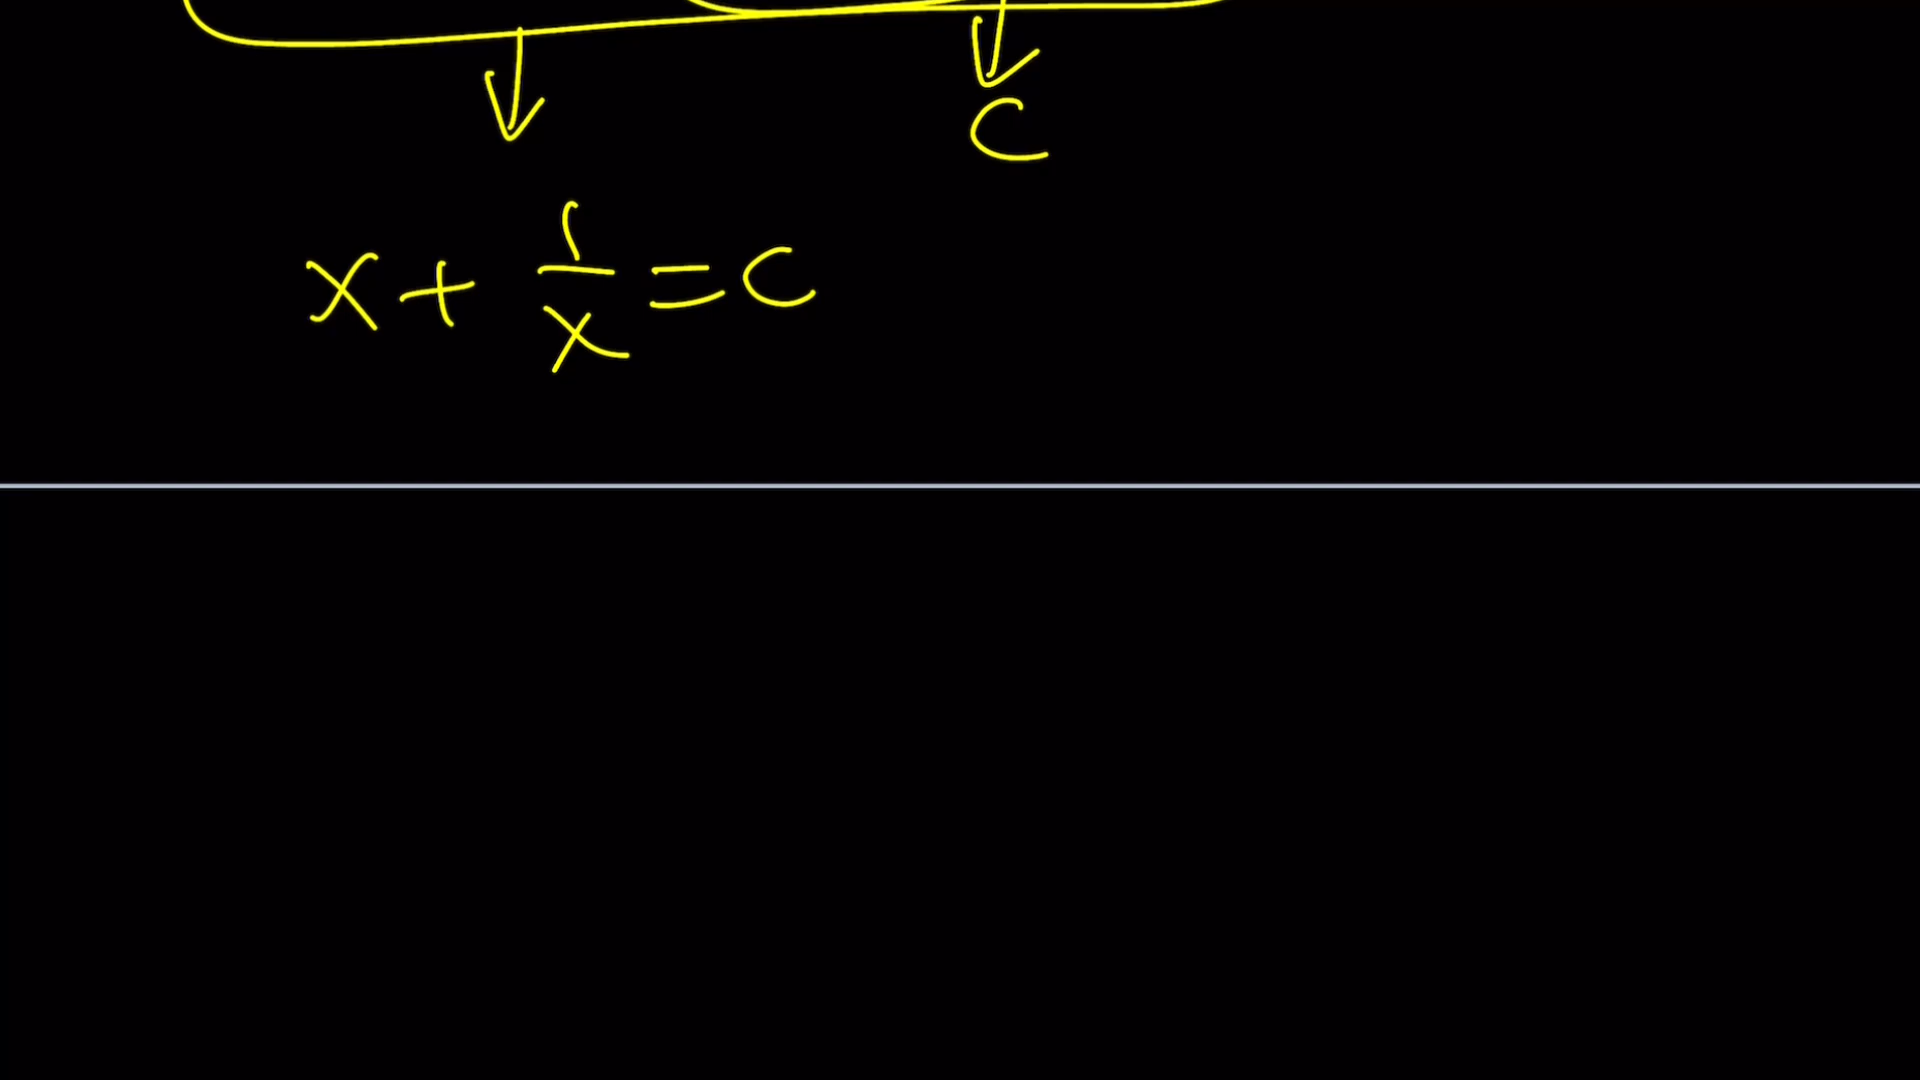 C
x + 1/x = C